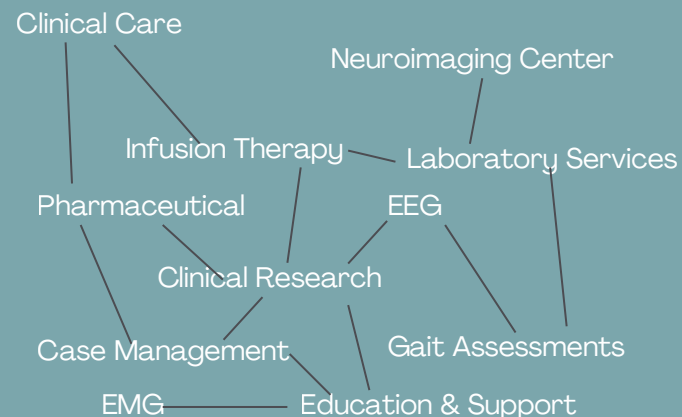 Clinical Care
Neuroimaging Center
Infusion Therapy
Laboratory Services
Pharmaceutical
EEG
Clinical Research
Case Management
Gait Assessments
EMG
Education & Support